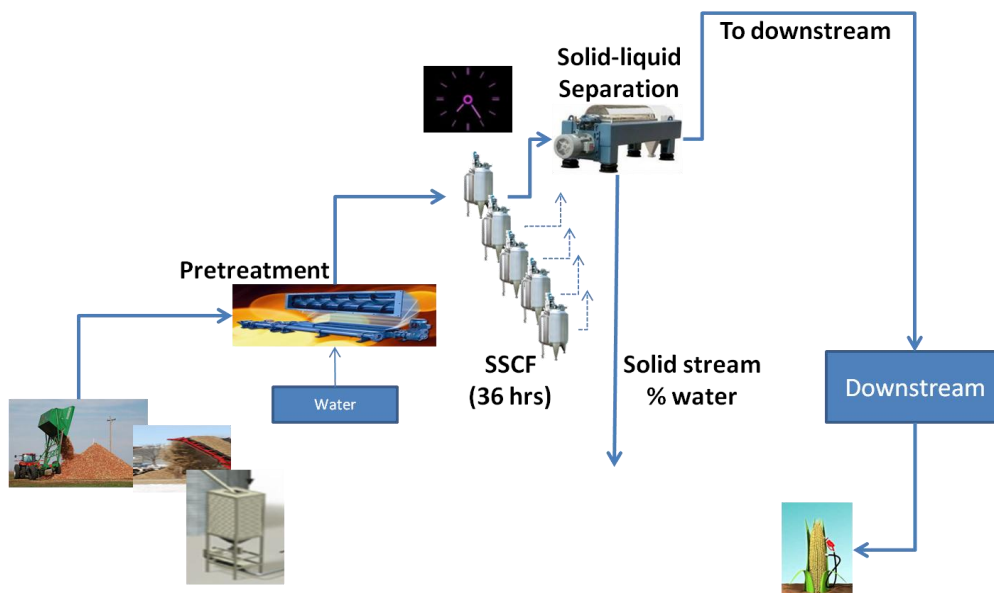 To downstream
Solid-liquid
Separation
Pretreatment
SSCF
(36 hrs)
Solid stream
% water
Water
Downstream